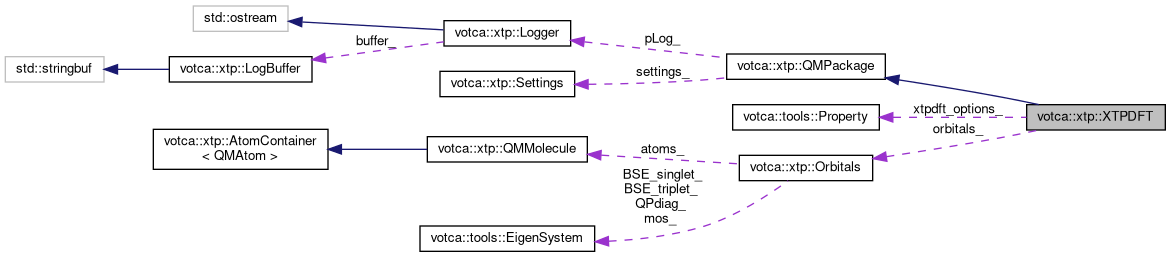 std::ostream
votca::xtp::Logger
buffer_
pLog_
std::stringbuf
votca::xtp::LogBuffer
votca::xtp::QMPackage
settings_
votca::xtp::Settings
votca::tools::Property
xtpdft_options_
votca::xtp::XTPDFT
orbitals_
votca::xtp::AtomContainer
< QMAtom >
votca::xtp::QMMolecule
atoms_
votca::xtp::Orbitals
BSE_singlet_
BSE_triplet_
QPdiag_
mos_
votca::tools::EigenSystem